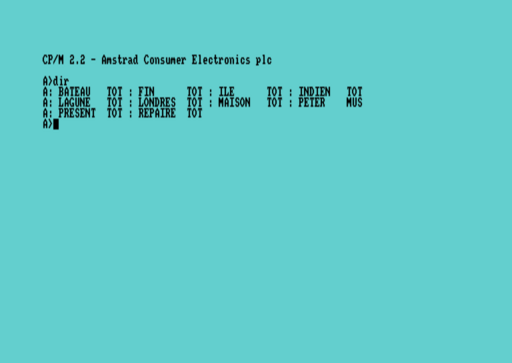 CP/M 2.2 - Amstrad Consumer Electronics plc
A>dir
A: BATEAU   TOT : FIN      TOT : ILE      TOT : INDIEN   TOT
A: LAGUNE   TOT : LONDRES  TOT : MAISON   TOT : PETER    MUS
A: PRESENT  TOT : REPAIRE  TOT
A>